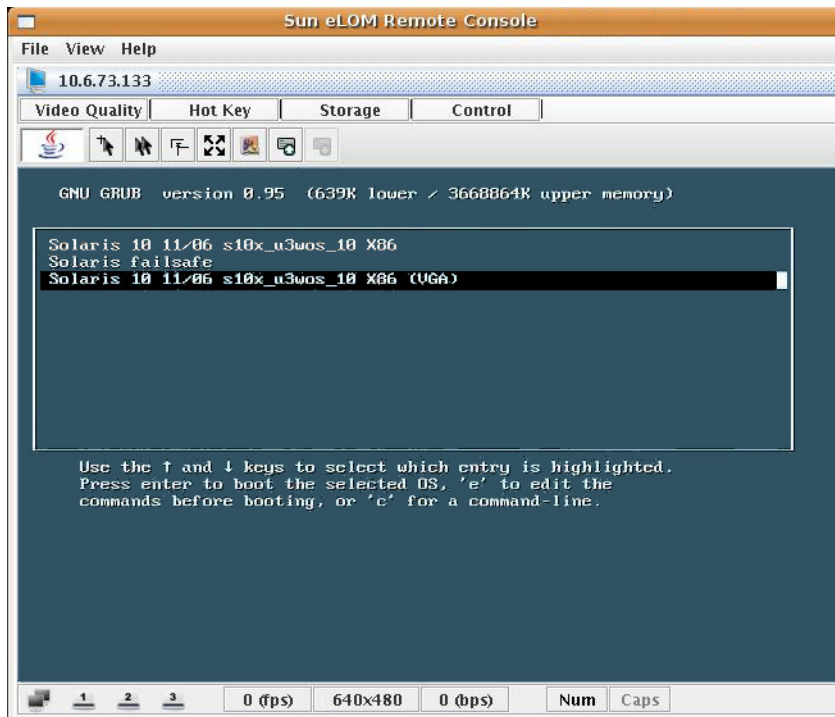 Sun eLOM Remote Console
File View Help
10.6.73.133
Video Quality Hot Key Storage Control
GNU GRUB version 0.95 (639K lower / 3668864K upper memory)
Solaris 10 11/06 s10x_u3wos_10 X86
Solaris failsafe
Solaris 10 11/06 s10x_u3wos_10 X86 (VGA)
Use the ↑ and ↓ keys to select which entry is highlighted.
Press enter to boot the selected OS, 'e' to edit the
commands before booting, or 'c' for a command-line.
1 2 3 0 (fps) 640x480 0 (bps) Num Caps